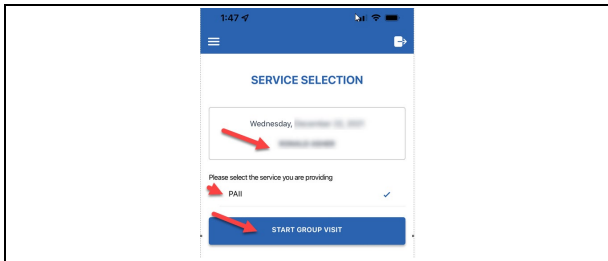 1:47
SERVICE SELECTION
Wednesday,
Please select the service you are providing
PAII
START GROUP VISIT